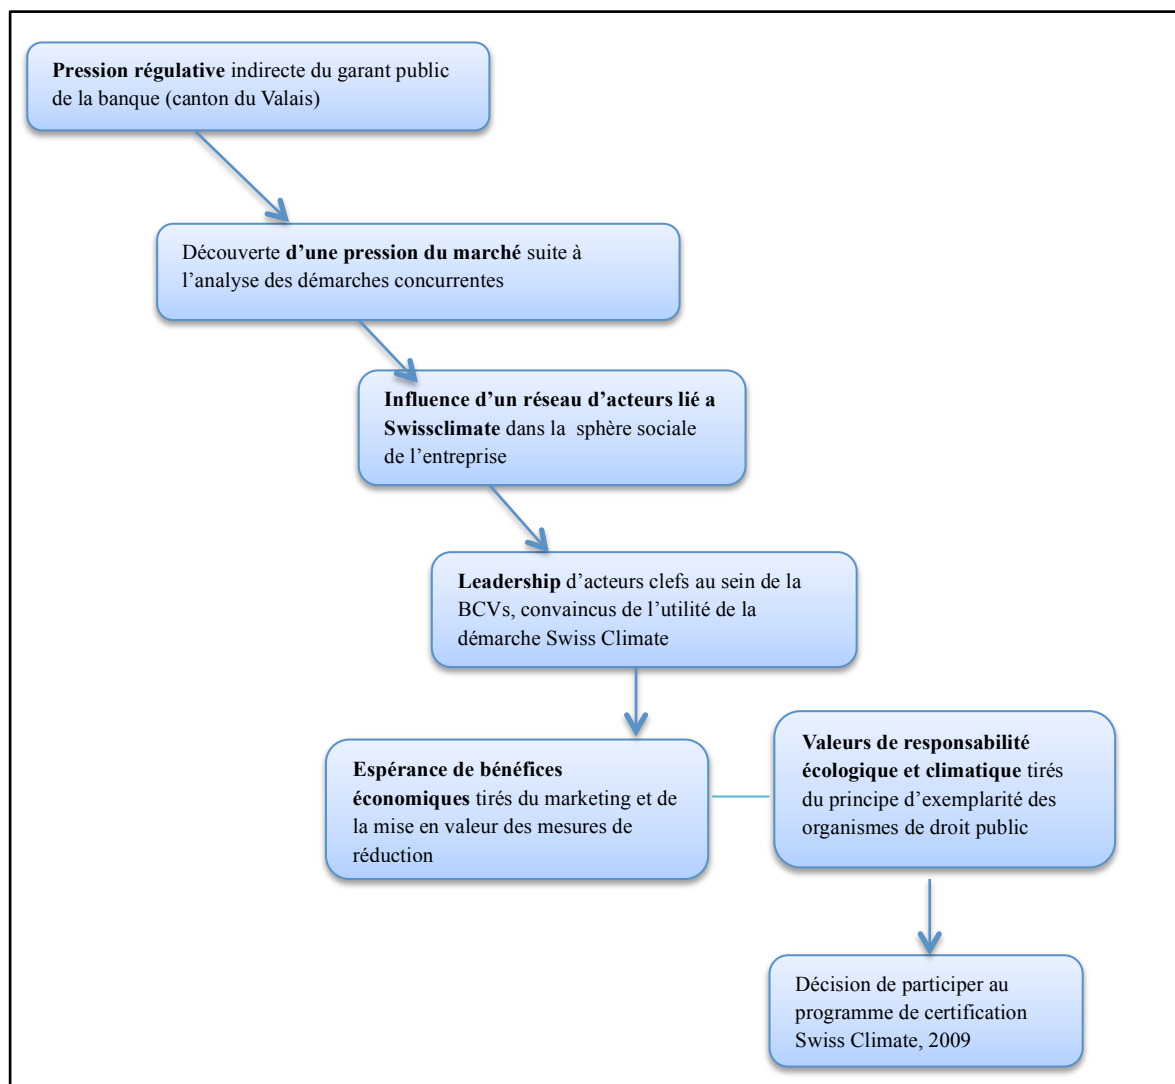 Pression régulative indirecte du garant public
de la banque (canton du Valais)
Découverte d’une pression du marché suite à
l’analyse des démarches concurrentes
Influence d’un réseau d’acteurs lié a
Swissclimate dans la sphère sociale
de l’entreprise
Leadership d’acteurs clefs au sein de la
BCVs, convaincus de l’utilité de la
démarche Swiss Climate
Espérance de bénéfices
économiques tirés du marketing et de
la mise en valeur des mesures de
réduction
Valeurs de responsabilité
écologique et climatique tirés
du principe d’exemplarité des
organismes de droit public
Décision de participer au
programme de certification
Swiss Climate, 2009